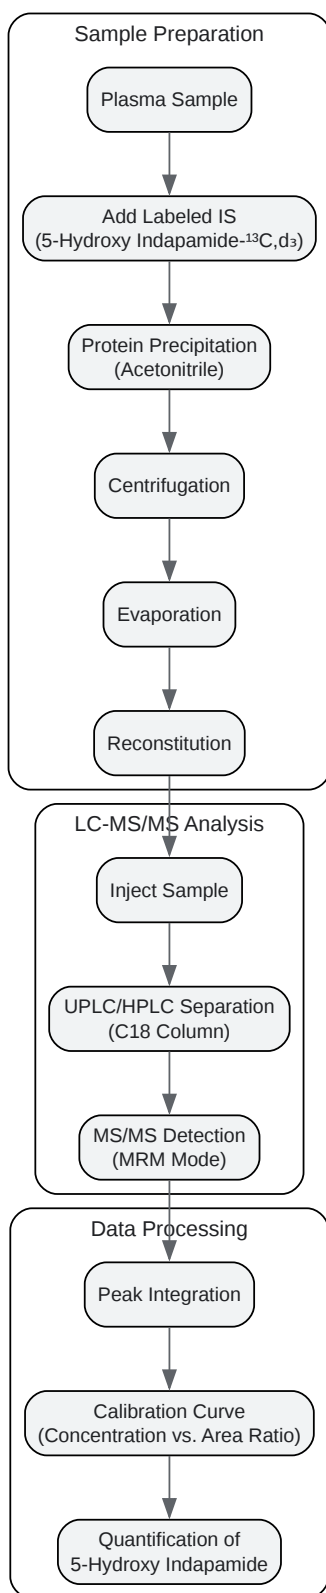 Sample Preparation
Plasma Sample
Add Labeled IS
(5-Hydroxy Indapamide-¹³C,d₃)
Protein Precipitation
(Acetonitrile)
Centrifugation
Evaporation
Reconstitution
LC-MS/MS Analysis
Inject Sample
UPLC/HPLC Separation
(C18 Column)
MS/MS Detection
(MRM Mode)
Data Processing
Peak Integration
Calibration Curve
(Concentration vs. Area Ratio)
Quantification of
5-Hydroxy Indapamide